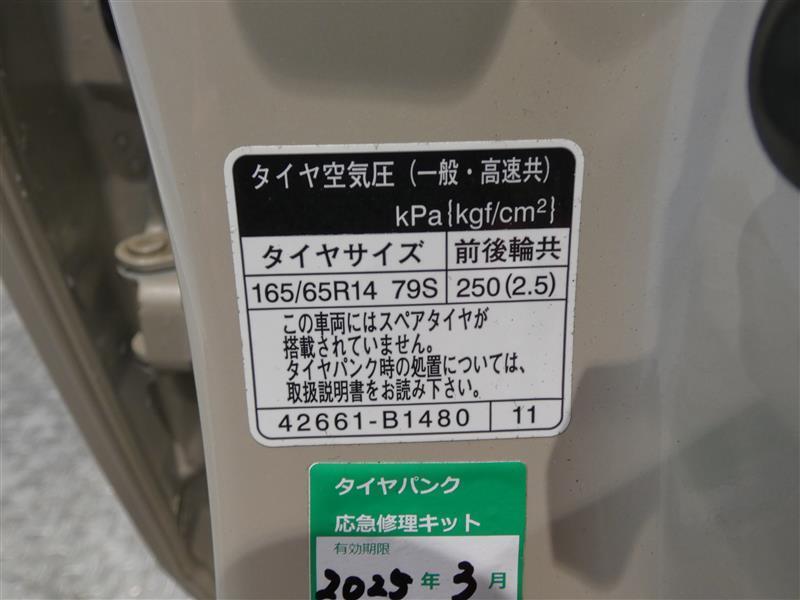 タイヤ空気圧（一般・高速共）
kPa{kgf/cm²}
タイヤサイズ 前後輪共
165/65R14 79S 250(2.5)
この車両にはスペアタイヤが
搭載されていません。
タイヤパンク時の処置については、
取扱説明書をお読み下さい。
42661-B1480 11
タイヤパンク
応急修理キット
有効期限
2025年3月